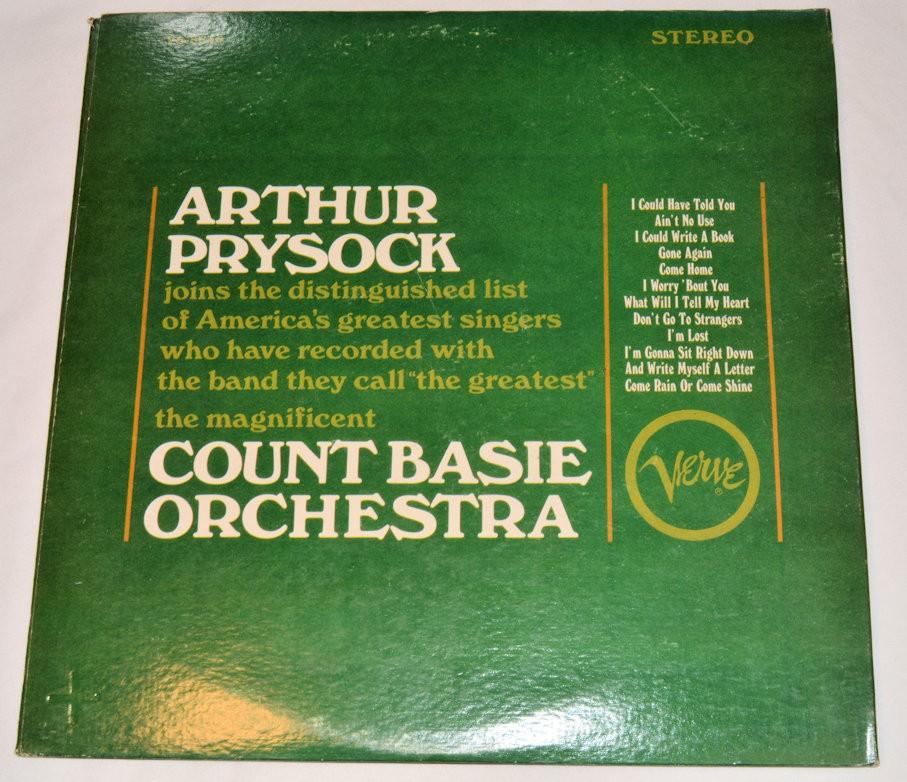 STEREO
ARTHUR
PRYSOCK
joins the distinguished list
of America's greatest singers
who have recorded with
the band they call "the greatest"
the magnificent
COUNT BASIE
ORCHESTRA
I Could Have Told You
Ain't No Use
I Could Write A Book
Gone Again
Come Home
I Worry 'Bout You
What Will I Tell My Heart
Don't Go To Strangers
I'm Lost
I'm Gonna Sit Right Down
And Write Myself A Letter
Come Rain Or Come Shine
Verve
®